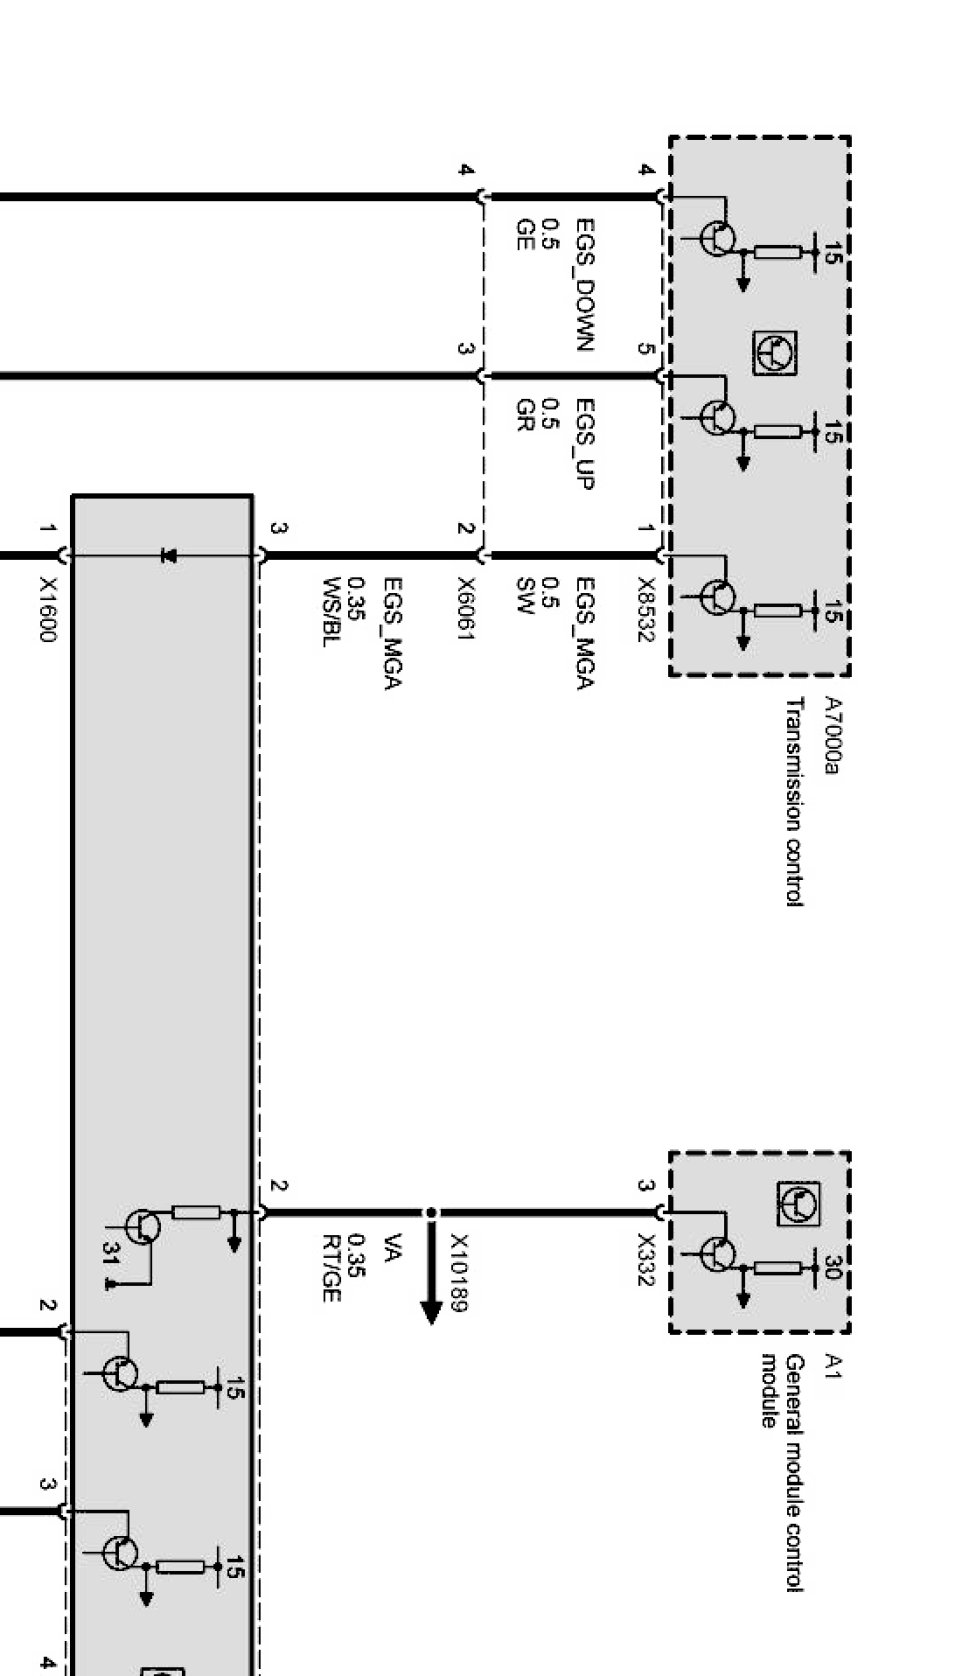 A7000a
Transmission control
15
15
15
4
5
1
X8532
EGS_DOWN
0.5
GE
EGS_UP
0.5
GR
EGS_MGA
0.5
SW
4
3
2
X6061
EGS_MGA
0.35
WS/BL
3
1
X1600
A1
General module control
module
30
3
X332
X10189
VA
0.35
RT/GE
2
31
2
15
3
15
4